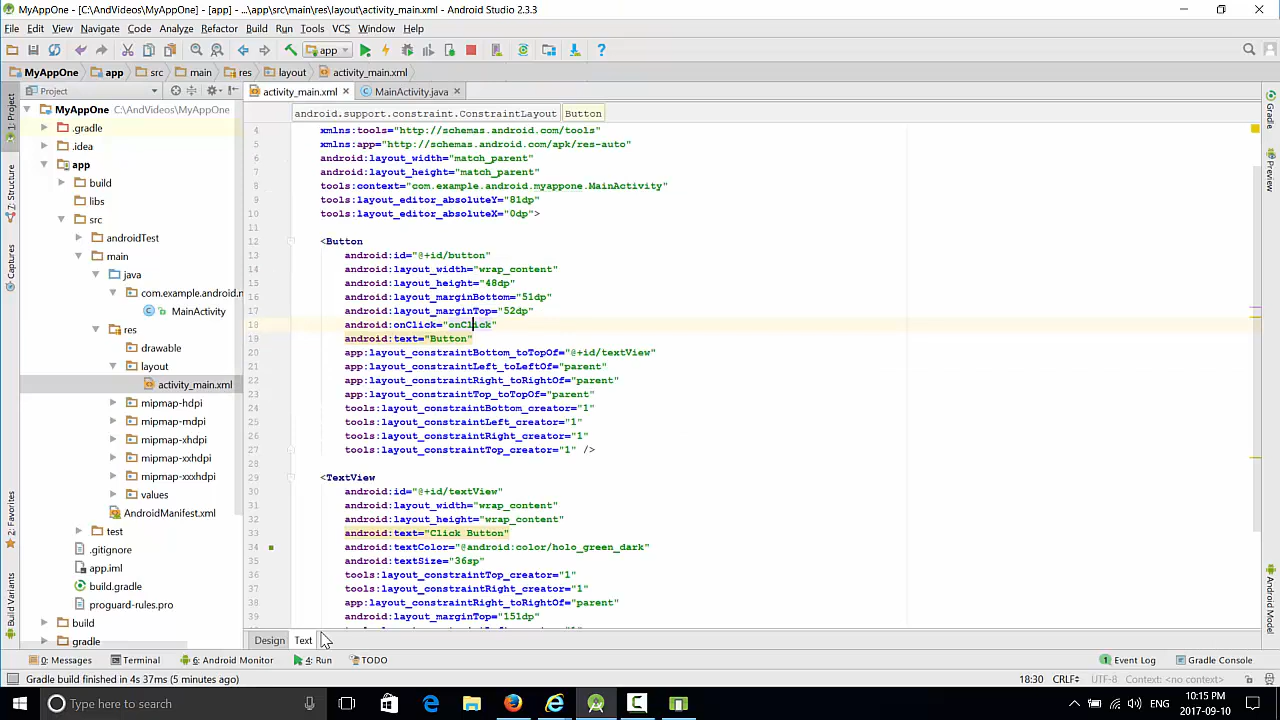 MyAppOne - [C:\AndVideos\MyAppOne] - [app] - ...\app\src\main\res\layout\activity_main.xml - Android Studio 2.3.3
File Edit View Navigate Code Analyze Refactor Build Run Tools VCS Window Help
app
MyAppOne app src main res layout activity_main.xml
Project
activity_main.xml MainActivity.java
android.support.constraint.ConstraintLayout Button
1: Project
7: Structure
Captures
2: Favorites
Build Variants
MyAppOne C:\AndVideos\MyAppOne
.gradle
.idea
app
build
libs
src
androidTest
main
java
com.example.android.
MainActivity
res
drawable
layout
activity_main.xml
mipmap-hdpi
mipmap-mdpi
mipmap-xhdpi
mipmap-xxhdpi
mipmap-xxxhdpi
values
AndroidManifest.xml
test
.gitignore
app.iml
build.gradle
proguard-rules.pro
build
gradle
4 xmlns:tools="http://schemas.android.com/tools"
5 xmlns:app="http://schemas.android.com/apk/res-auto"
6 android:layout_width="match_parent"
7 android:layout_height="match_parent"
8 tools:context="com.example.android.myappone.MainActivity"
9 tools:layout_editor_absoluteY="81dp"
10 tools:layout_editor_absoluteX="0dp">
11
12 <Button
13 android:id="@+id/button"
14 android:layout_width="wrap_content"
15 android:layout_height="48dp"
16 android:layout_marginBottom="51dp"
17 android:layout_marginTop="52dp"
18 android:onClick="onClick"
19 android:text="Button"
20 app:layout_constraintBottom_toTopOf="@+id/textView"
21 app:layout_constraintLeft_toLeftOf="parent"
22 app:layout_constraintRight_toRightOf="parent"
23 app:layout_constraintTop_toTopOf="parent"
24 tools:layout_constraintBottom_creator="1"
25 tools:layout_constraintLeft_creator="1"
26 tools:layout_constraintRight_creator="1"
27 tools:layout_constraintTop_creator="1" />
28
29 <TextView
30 android:id="@+id/textView"
31 android:layout_width="wrap_content"
32 android:layout_height="wrap_content"
33 android:text="Click Button"
34 android:textColor="@android:color/holo_green_dark"
35 android:textSize="36sp"
36 tools:layout_constraintTop_creator="1"
37 tools:layout_constraintRight_creator="1"
38 app:layout_constraintRight_toRightOf="parent"
39 android:layout_marginTop="151dp"
Gradle
Preview
Android Model
Design Text
0: Messages Terminal 6: Android Monitor 4: Run TODO Event Log Gradle Console
Gradle build finished in 4s 37ms (5 minutes ago) 18:30 CRLF÷ UTF-8 Context: <no context>
Type here to search
ENG
10:15 PM
2017-09-10